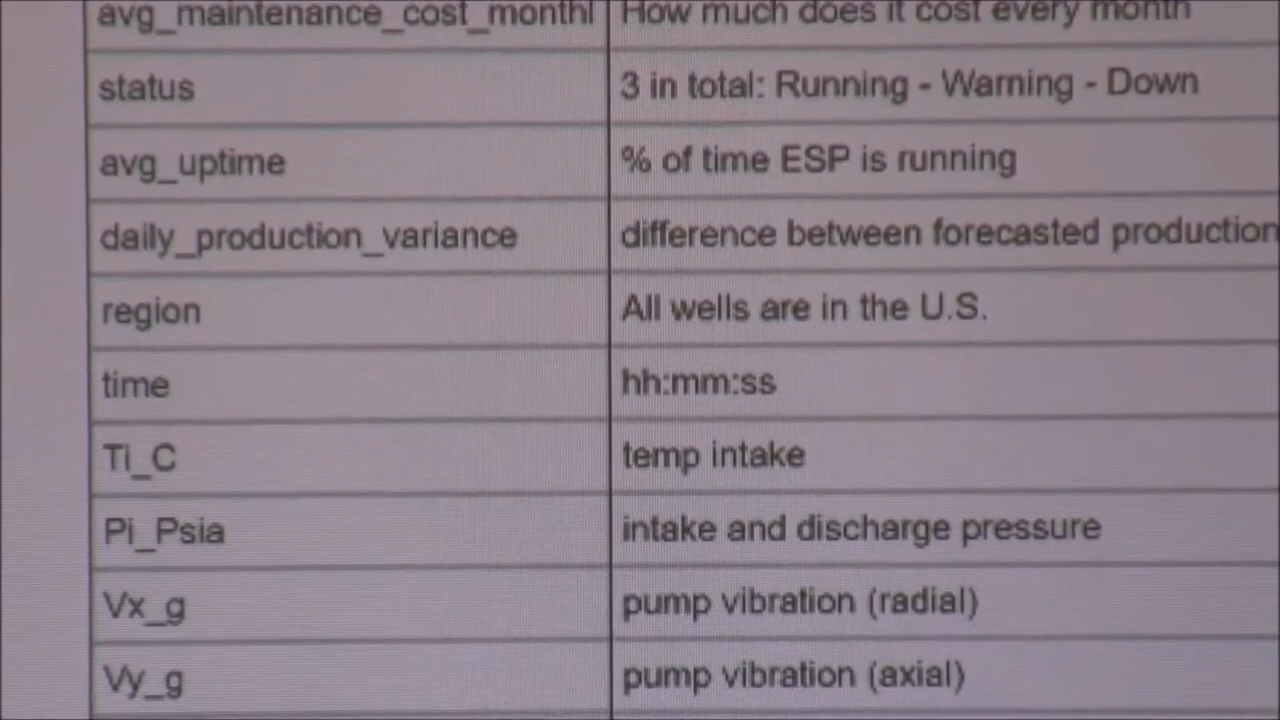 avg_maintenance_cost_monthl How much does it cost every month
status 3 in total: Running - Warning - Down
avg_uptime % of time ESP is running
daily_production_variance difference between forecasted production
region All wells are in the U.S.
time hh:mm:ss
Ti_C temp intake
Pi_Psia intake and discharge pressure
Vx_g pump vibration (radial)
Vy_g pump vibration (axial)